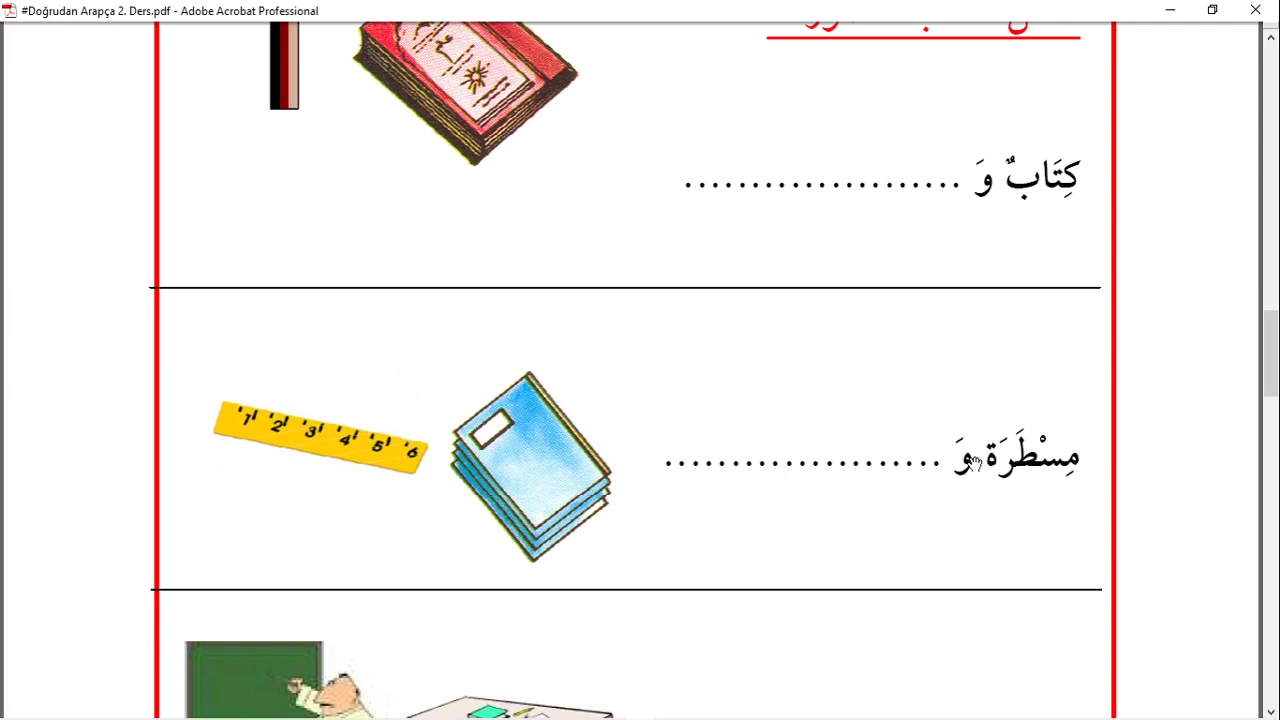 #Doğrudan Arapça 2. Ders.pdf - Adobe Acrobat Professional
كِتَابٌ وَ .....................
1 2 3 4 5 6
مِسْطَرَة وَ .....................